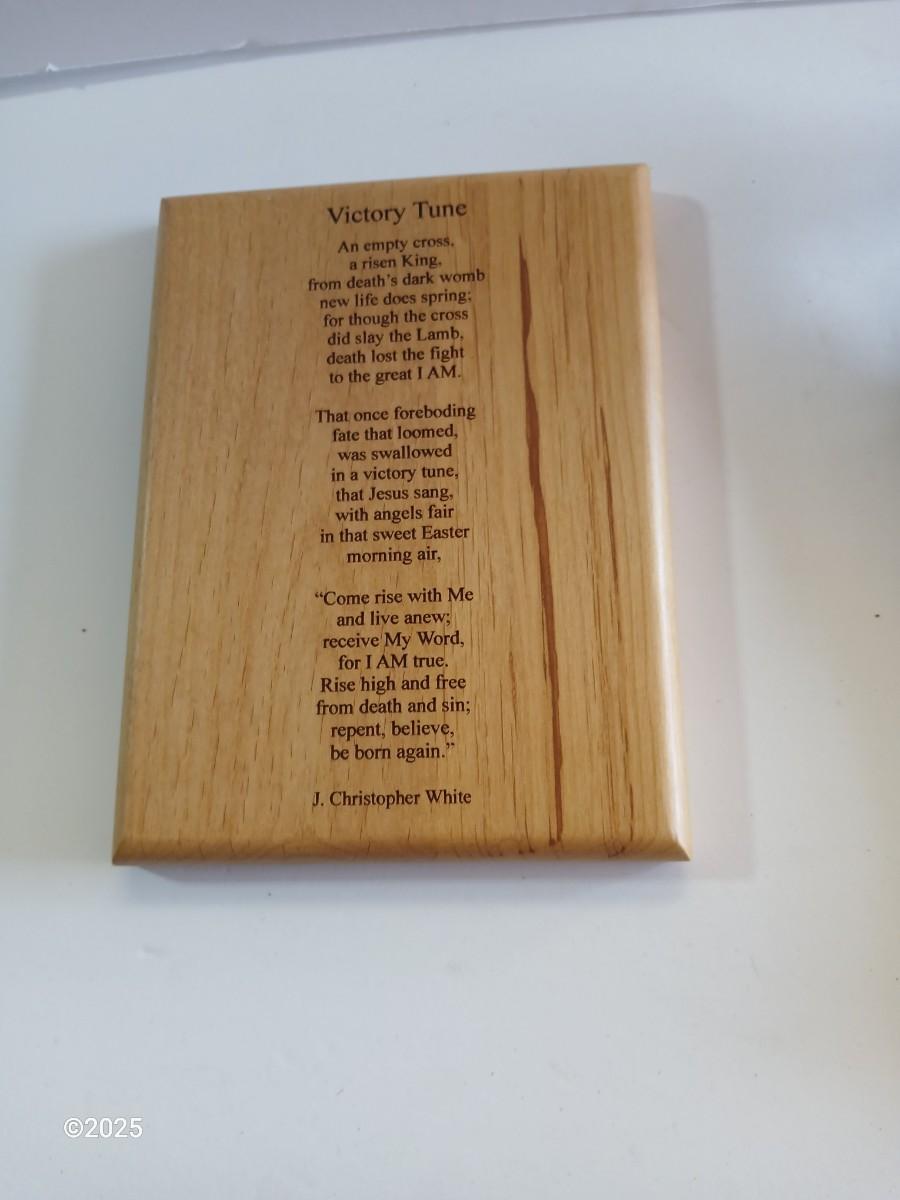 Victory Tune
An empty cross,
a risen King,
from death's dark womb
new life does spring;
for though the cross
did slay the Lamb,
death lost the fight
to the great I AM.
That once foreboding
fate that loomed,
was swallowed
in a victory tune,
that Jesus sang,
with angels fair
in that sweet Easter
morning air,
“Come rise with Me
and live anew;
receive My Word,
for I AM true.
Rise high and free
from death and sin;
repent, believe,
be born again.”
J. Christopher White
©2025